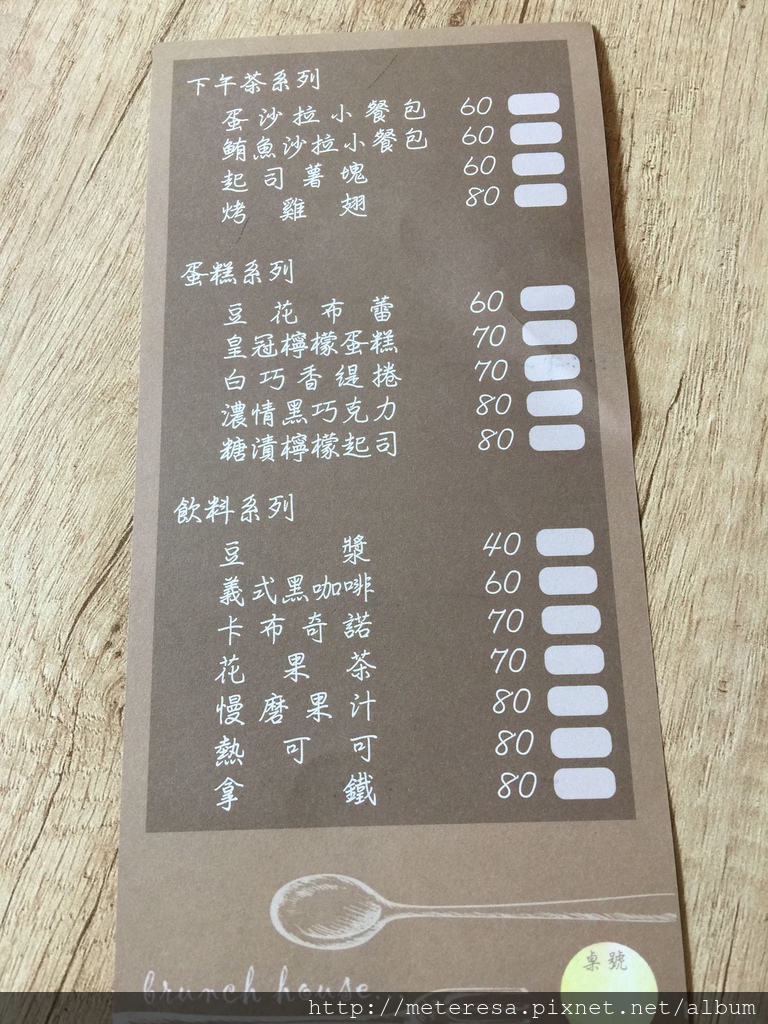 下午茶系列
蛋沙拉小餐包 60
鮪魚沙拉小餐包 60
起司薯塊 60
烤雞翅 80
蛋糕系列
豆花布蕾 60
皇冠檸檬蛋糕 70
白巧香緹捲 70
濃情黑巧克力 80
糖漬檸檬起司 80
飲料系列
豆漿 40
義式黑咖啡 60
卡布奇諾 70
花果茶 70
慢磨果汁 80
熱可可 80
拿鐵 80
桌號
brunch house
http://meteresa.pixnet.net/album